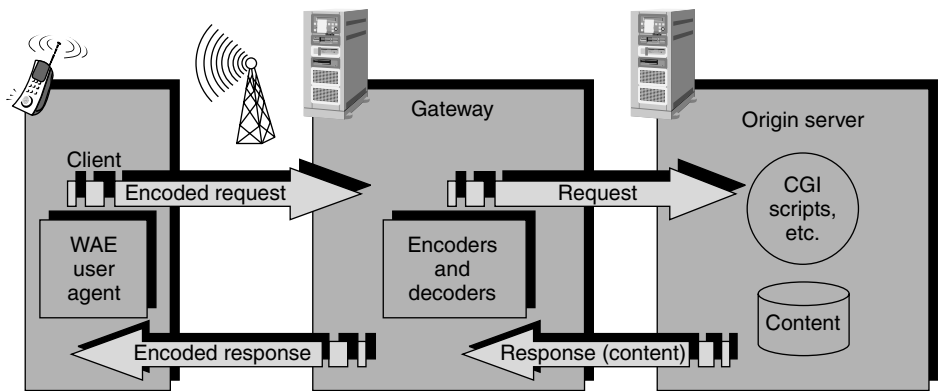 Gateway
Origin server
Client
Encoded request
Request
CGI
scripts,
etc.
WAE
user
agent
Encoders
and
decoders
Content
Encoded response
Response (content)